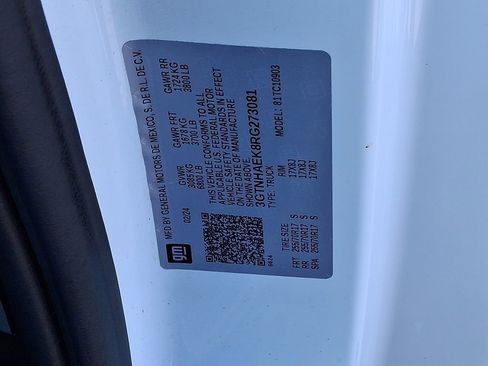 gm
MFD BY GENERAL MOTORS DE MEXICO, S. DE R.L. DE C.V.
02/24 GVWR GAWR FRT GAWR RR
3085 KG 1678 KG 1724 KG
6800 LB 3700 LB 3800 LB
THIS VEHICLE CONFORMS TO ALL
APPLICABLE U.S. FEDERAL MOTOR
VEHICLE SAFETY STANDARDS IN EFFECT
ON THE DATE OF MANUFACTURE
SHOWN ABOVE.
3GTNHAEK8RG273081
TYPE: TRUCK MODEL: 81TC10903
TIRE SIZE RIM
FRT 255/70R17 S 17X8J
RR 255/70R17 S 17X8J
SPA 255/70R17 S 17X8J